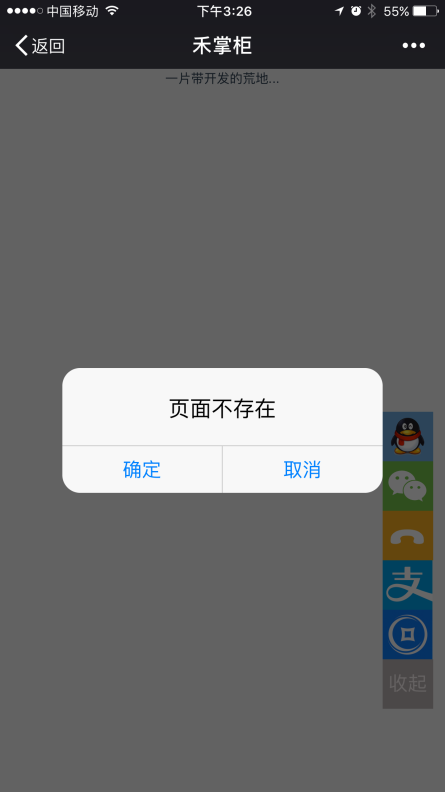 中国移动 下午3:26 55%
返回 禾掌柜
一片带开发的荒地...
页面不存在
确定 取消
支
收起